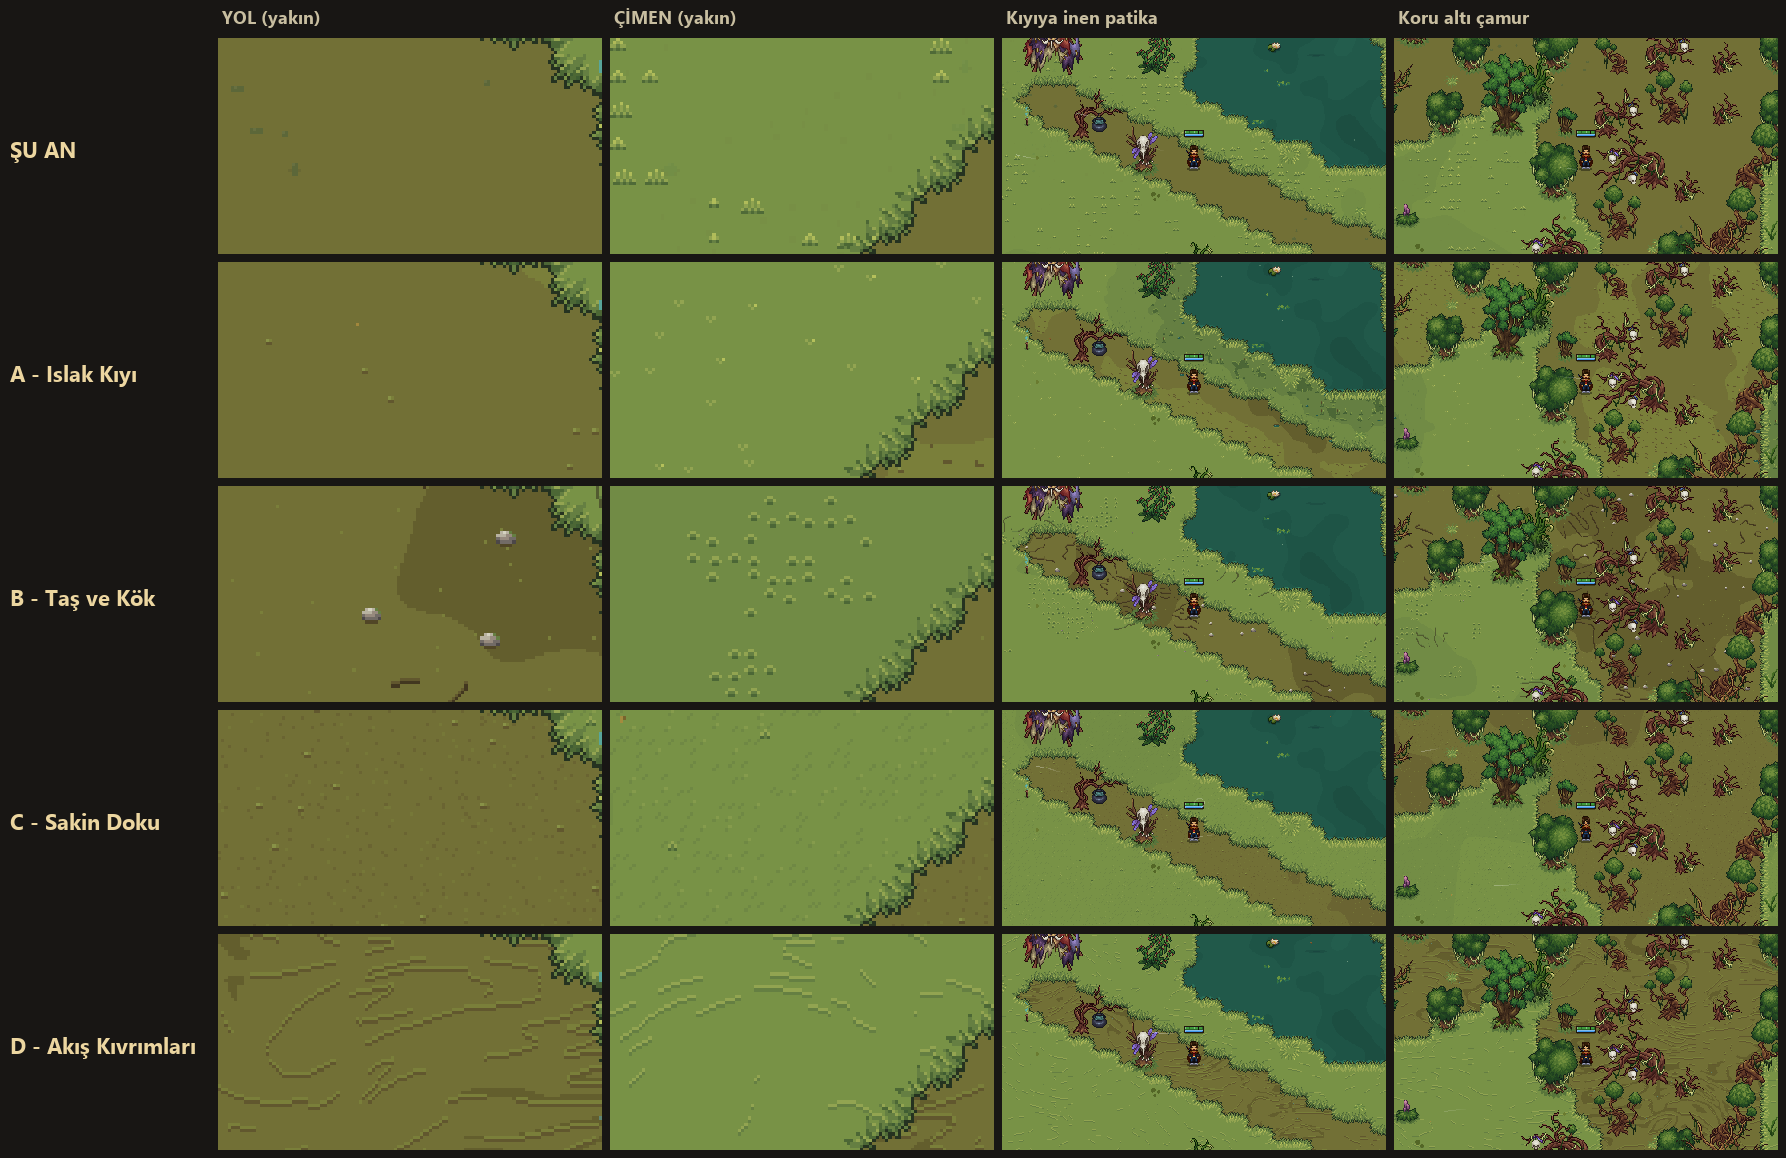 YOL (yakın)
ÇİMEN (yakın)
Kıyıya inen patika
Koru altı çamur
ŞU AN
A - Islak Kıyı
B - Taş ve Kök
C - Sakin Doku
D - Akış Kıvrımları